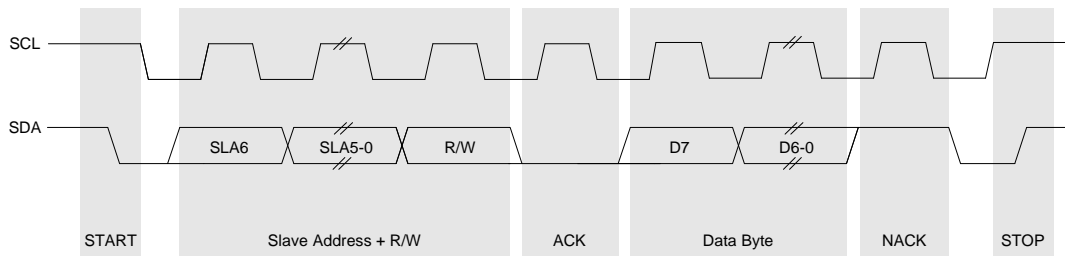 SCL
SDA
SLA6 SLA5-0 R/W D7 D6-0
START Slave Address + R/W ACK Data Byte NACK STOP